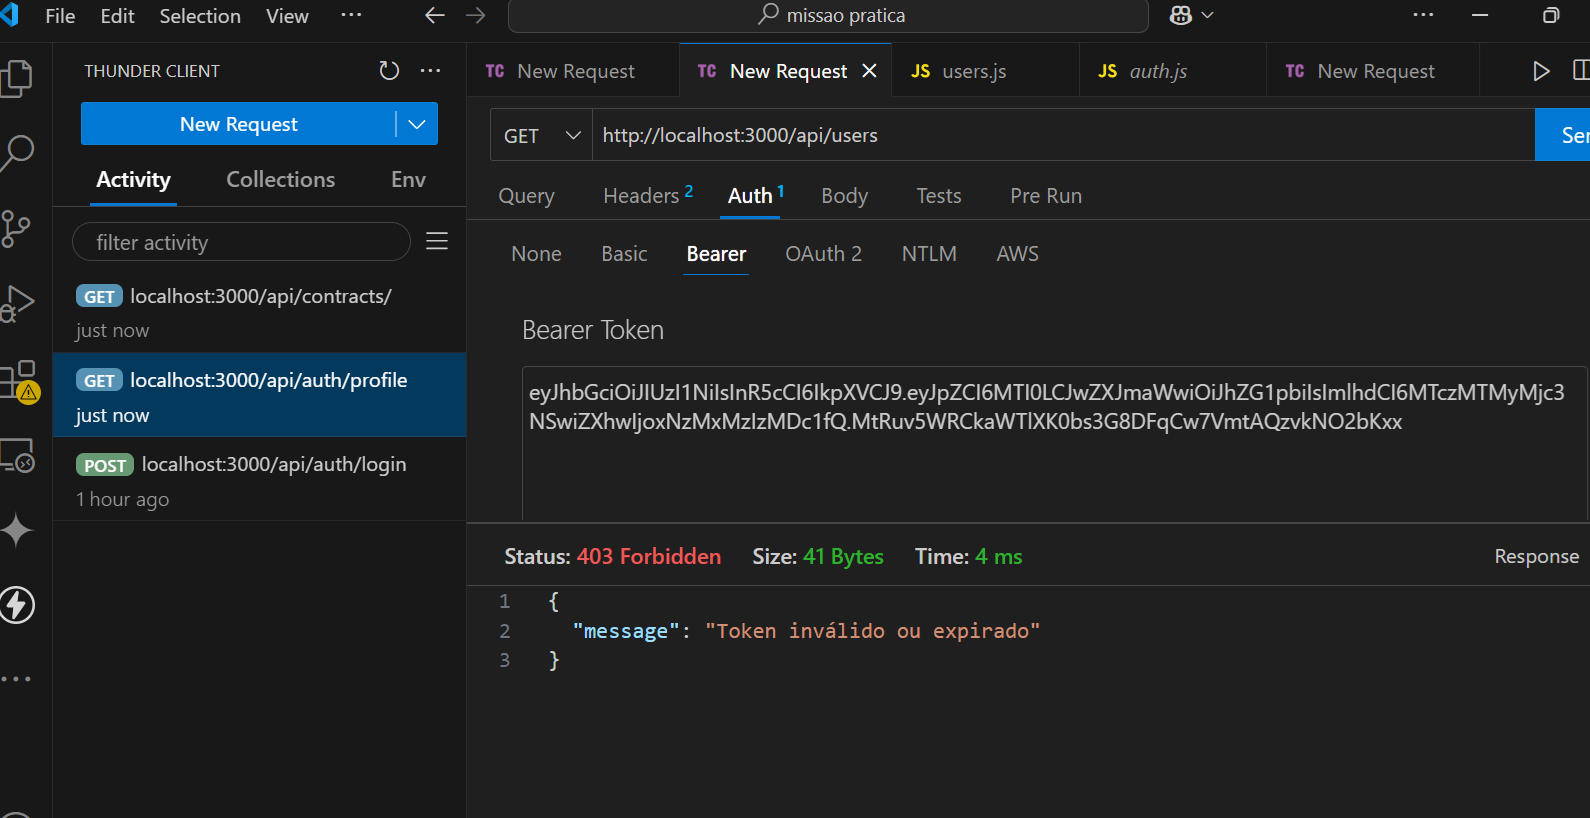 File Edit Selection View ··· missao pratica
THUNDER CLIENT
New Request
Activity Collections Env
filter activity
GET localhost:3000/api/contracts/
just now
GET localhost:3000/api/auth/profile
just now
POST localhost:3000/api/auth/login
1 hour ago
TC New Request TC New Request JS users.js JS auth.js TC New Request
GET http://localhost:3000/api/users
Query Headers 2 Auth 1 Body Tests Pre Run
None Basic Bearer OAuth 2 NTLM AWS
Bearer Token
eyJhbGciOiJIUzI1NiIsInR5cCI6IkpXVCJ9.eyJpZCI6MTI0LCJwZXJmaWwiOiJhZG1pbiIsImlhdCI6MTczMTMyMjc3
NSwiZXhwIjoxNzMxMzIzMDc1fQ.MtRuv5WRCkaWTlXK0bs3G8DFqCw7VmtAQzvkNO2bKxx
Status: 403 Forbidden Size: 41 Bytes Time: 4 ms Response
1 {
2 "message": "Token inválido ou expirado"
3 }